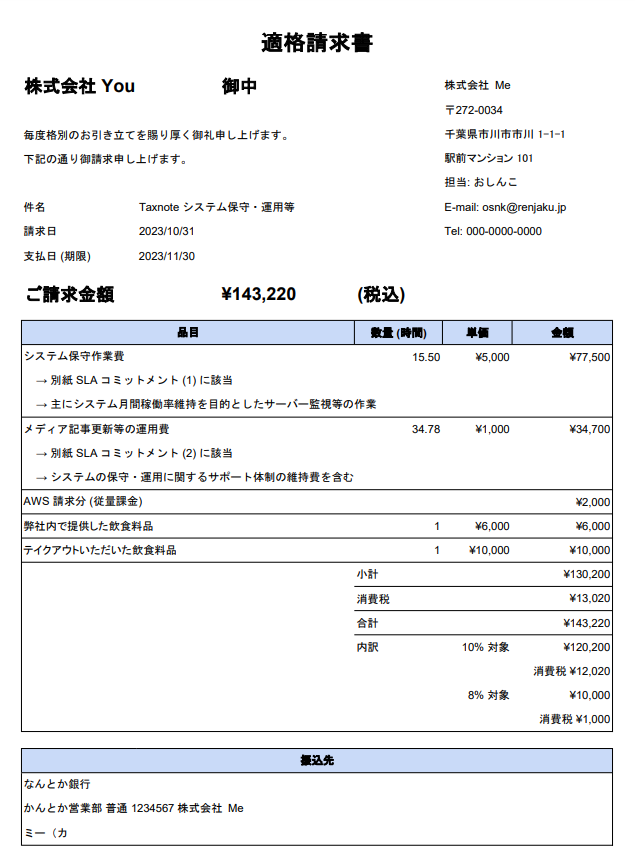 適格請求書
株式会社 You 御中
株式会社 Me
〒272-0034
千葉県市川市市川 1-1-1
駅前マンション 101
担当: おしんこ
E-mail: osnk@renjaku.jp
Tel: 000-0000-0000
毎度格別のお引き立てを賜り厚く御礼申し上げます。
下記の通り御請求申し上げます。
件名 Taxnote システム保守・運用等
請求日 2023/10/31
支払日 (期限) 2023/11/30
ご請求金額 ¥143,220 (税込)
品目 数量 (時間) 単価 金額
システム保守作業費 15.50 ¥5,000 ¥77,500
→ 別紙 SLA コミットメント (1) に該当
→ 主にシステム月間稼働率維持を目的としたサーバー監視等の作業
メディア記事更新等の運用費 34.78 ¥1,000 ¥34,700
→ 別紙 SLA コミットメント (2) に該当
→ システムの保守・運用に関するサポート体制の維持費を含む
AWS 請求分 (従量課金) ¥2,000
弊社内で提供した飲食料品 1 ¥6,000 ¥6,000
テイクアウトいただいた飲食料品 1 ¥10,000 ¥10,000
小計 ¥130,200
消費税 ¥13,020
合計 ¥143,220
内訳 10% 対象 ¥120,200
消費税 ¥12,020
8% 対象 ¥10,000
消費税 ¥1,000
振込先
なんとか銀行
かんとか営業部 普通 1234567 株式会社 Me
ミー（カ